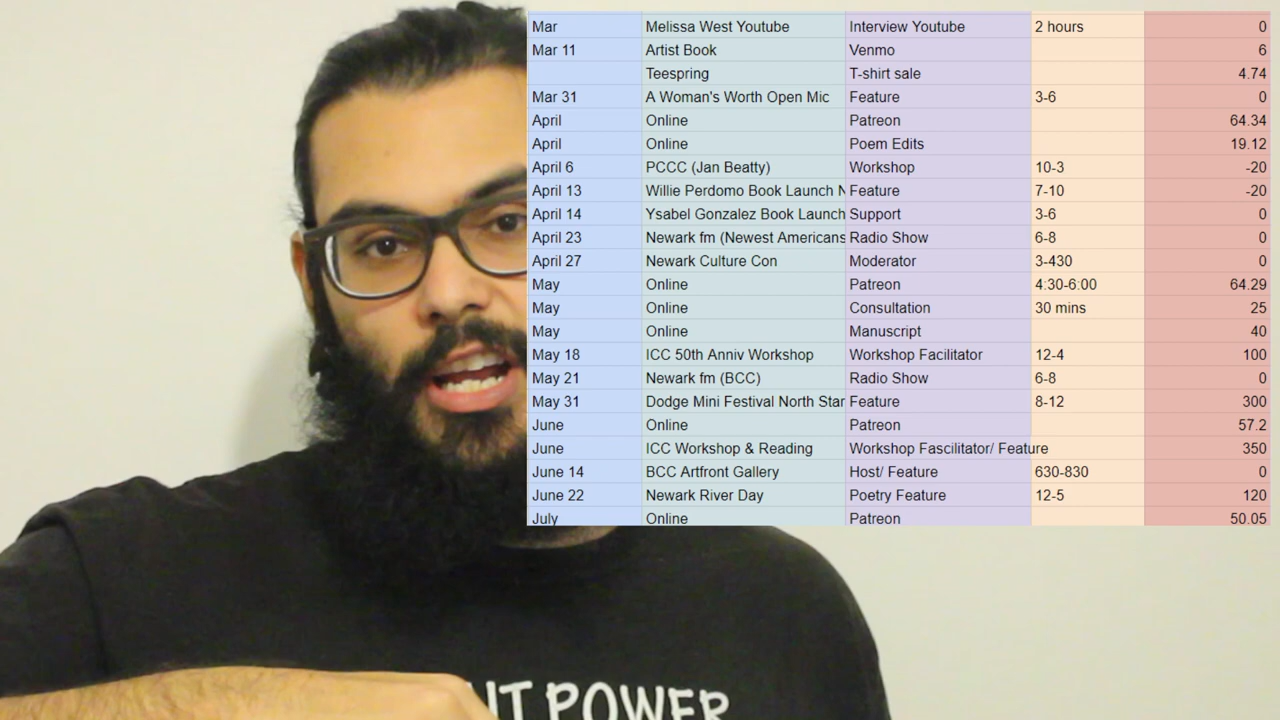 Mar Melissa West Youtube Interview Youtube 2 hours 0
Mar 11 Artist Book Venmo 6
Teespring T-shirt sale 4.74
Mar 31 A Woman's Worth Open Mic Feature 3-6 0
April Online Patreon 64.34
April Online Poem Edits 19.12
April 6 PCCC (Jan Beatty) Workshop 10-3 -20
April 13 Willie Perdomo Book Launch N Feature 7-10 -20
April 14 Ysabel Gonzalez Book Launch Support 3-6 0
April 23 Newark fm (Newest Americans Radio Show 6-8 0
April 27 Newark Culture Con Moderator 3-430 0
May Online Patreon 4:30-6:00 64.29
May Online Consultation 30 mins 25
May Online Manuscript 40
May 18 ICC 50th Anniv Workshop Workshop Facilitator 12-4 100
May 21 Newark fm (BCC) Radio Show 6-8 0
May 31 Dodge Mini Festival North Star Feature 8-12 300
June Online Patreon 57.2
June ICC Workshop & Reading Workshop Fascilitator/ Feature 350
June 14 BCC Artfront Gallery Host/ Feature 630-830 0
June 22 Newark River Day Poetry Feature 12-5 120
July Online Patreon 50.05
POWER